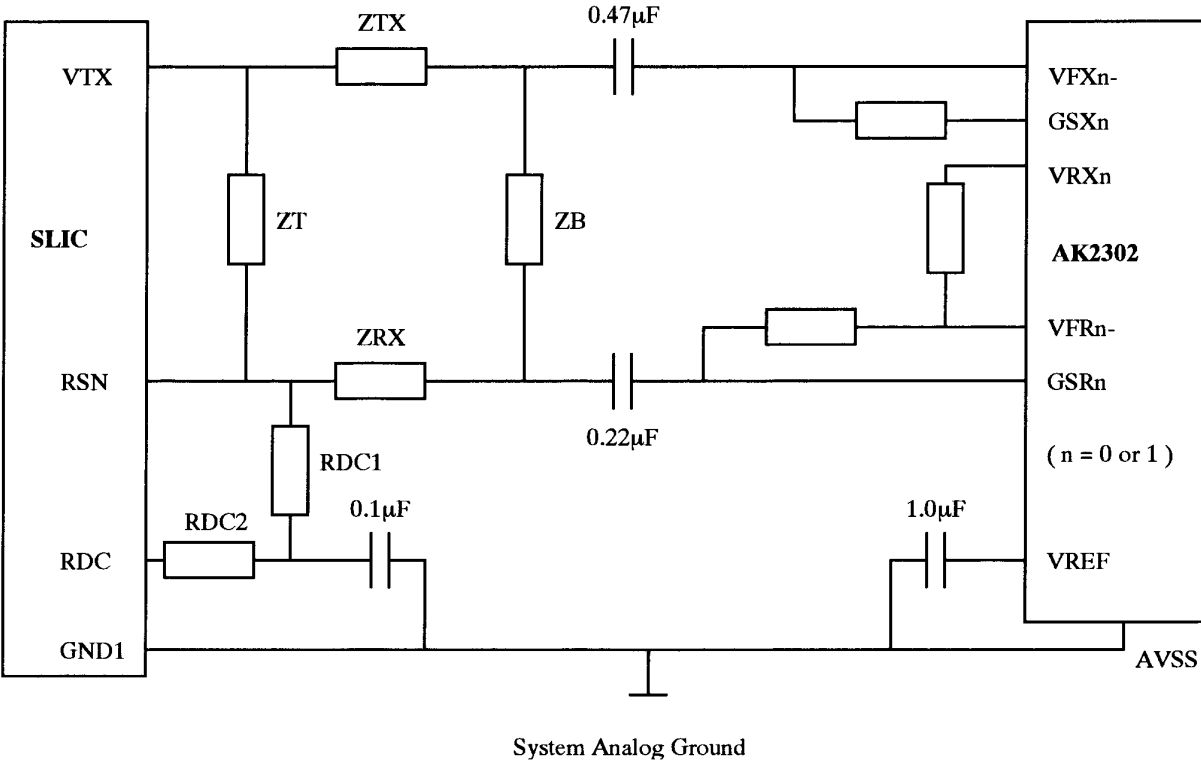 0.47μF
ZTX
VTX
VFXn-
GSXn
VRXn
ZT
ZB
SLIC
AK2302
VFRn-
ZRX
RSN
GSRn
0.22μF
( n = 0 or 1 )
RDC1
0.1μF
1.0μF
RDC2
RDC
VREF
GND1
AVSS
System Analog Ground